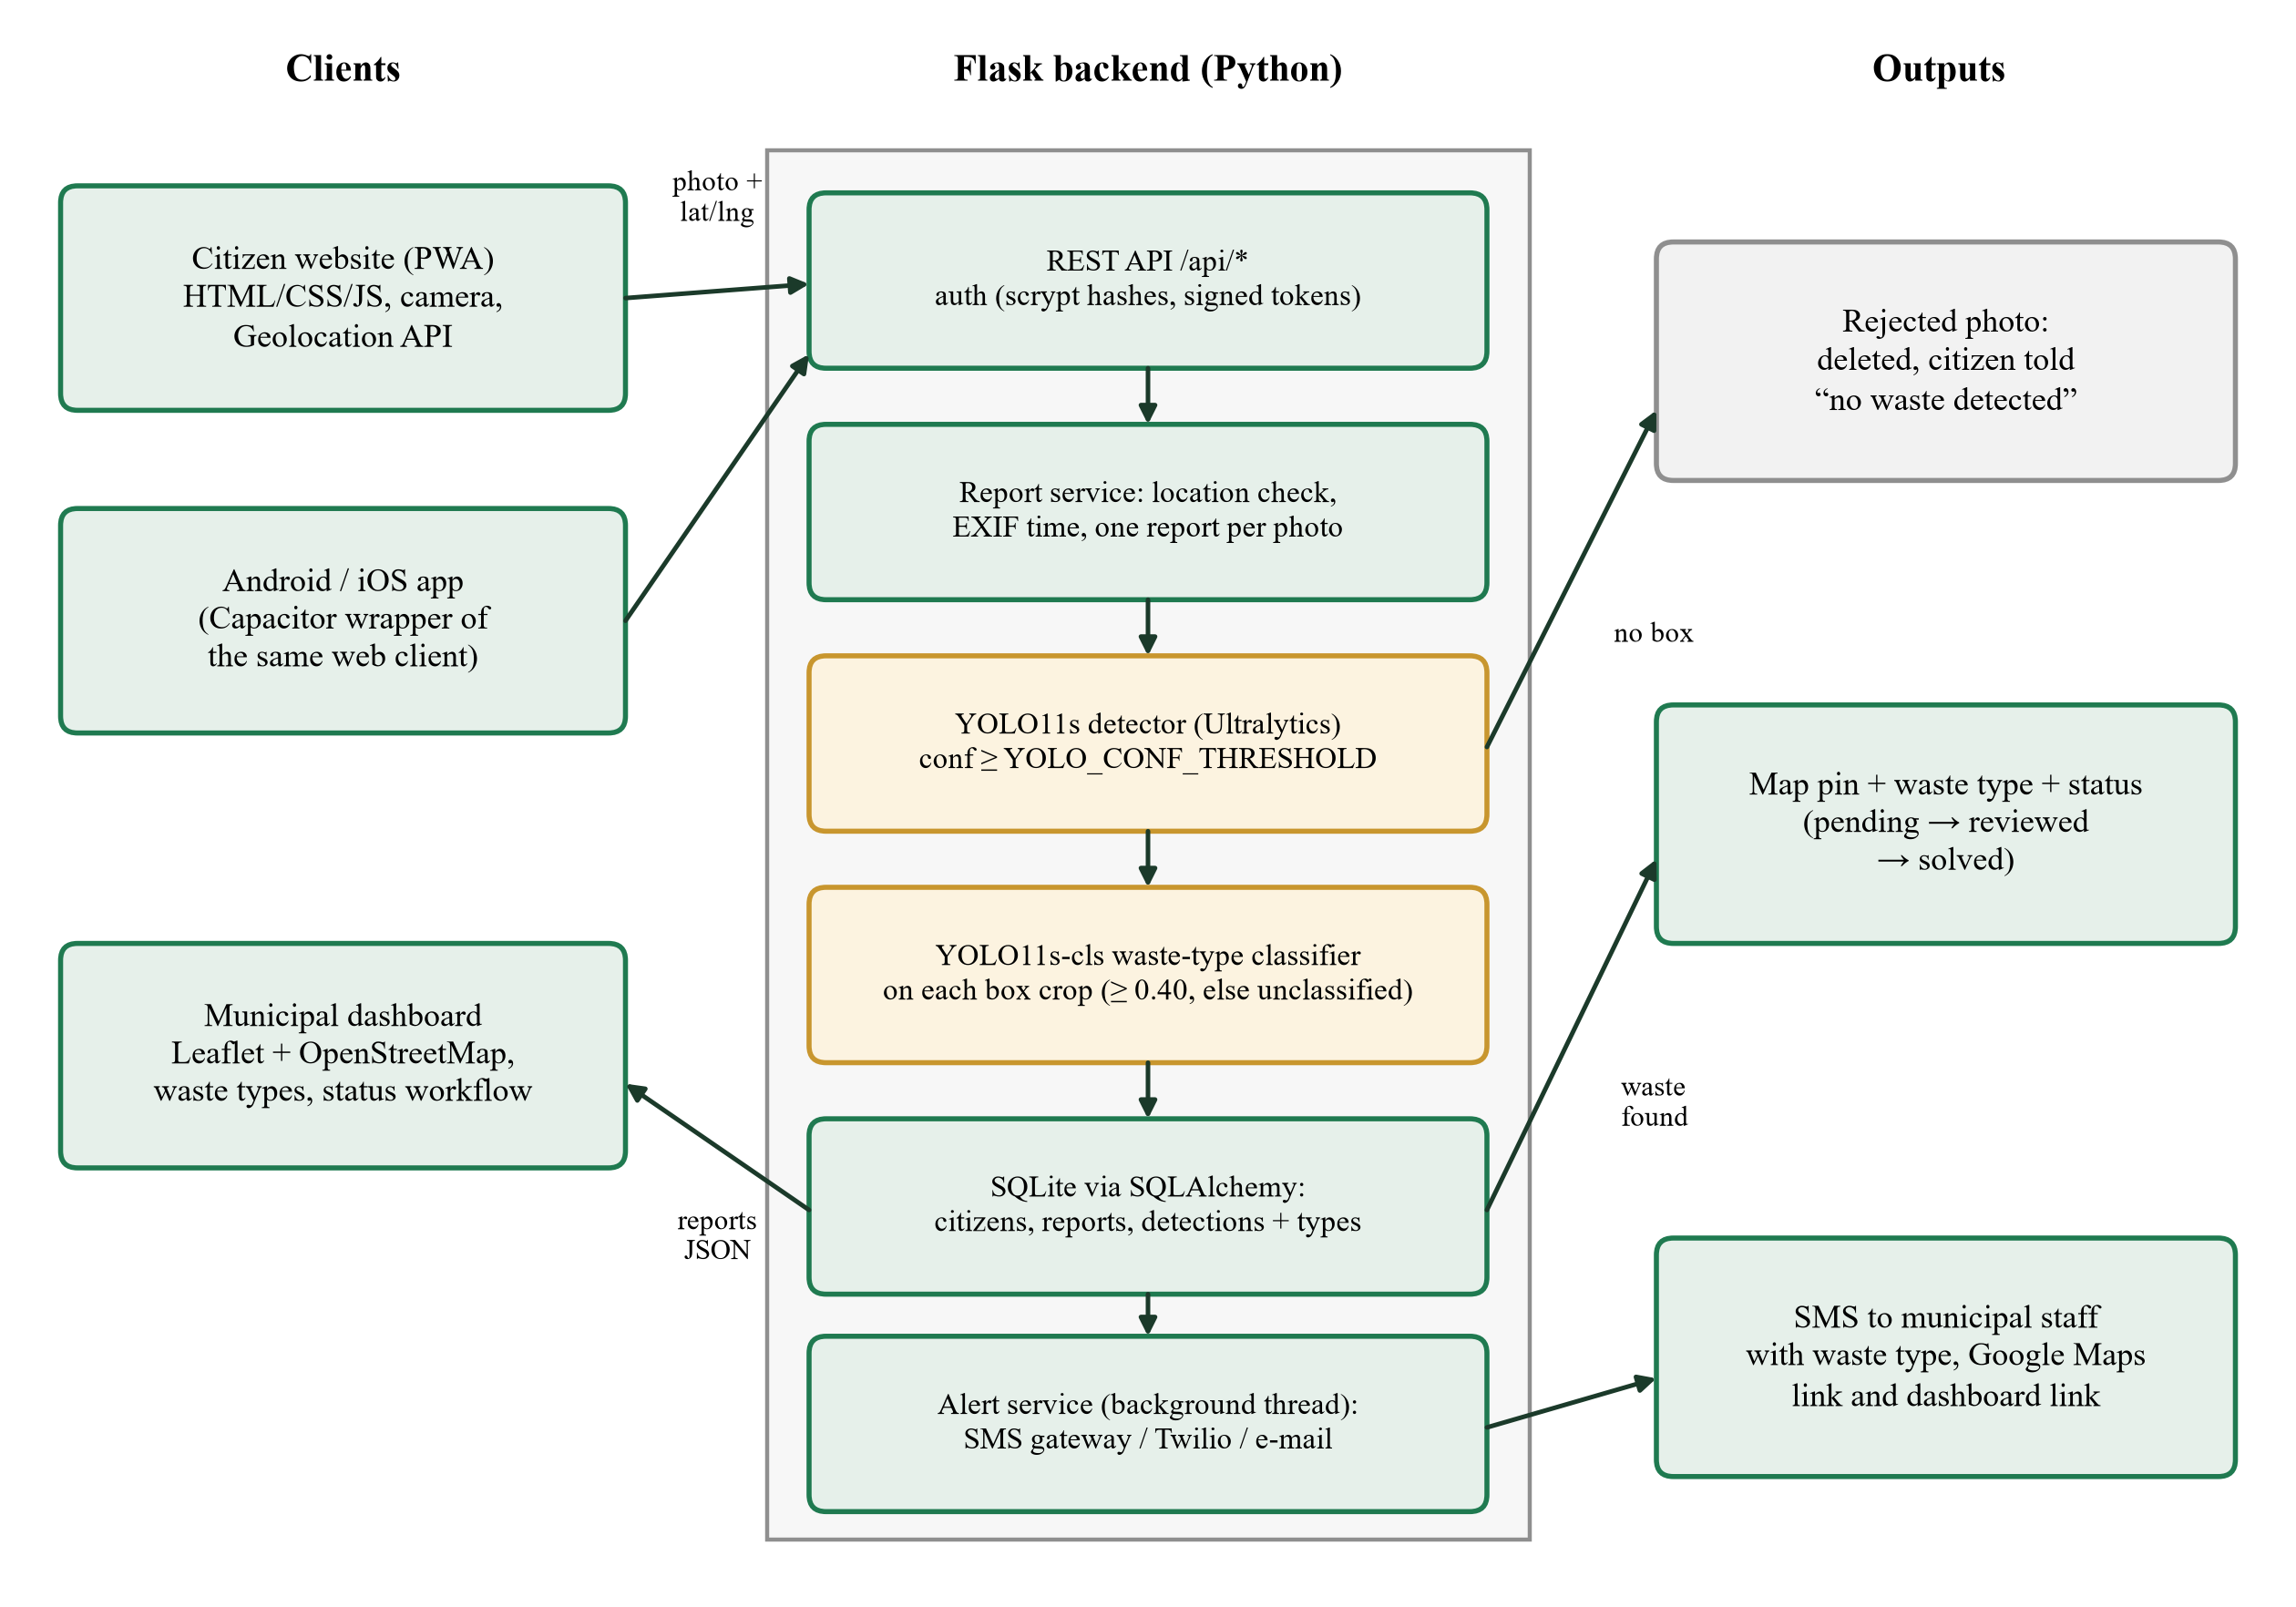 Clients
Flask backend (Python)
Outputs
photo +
lat/lng
Citizen website (PWA)
HTML/CSS/JS, camera,
Geolocation API
Android / iOS app
(Capacitor wrapper of
the same web client)
Municipal dashboard
Leaflet + OpenStreetMap,
waste types, status workflow
reports
JSON
REST API /api/*
auth (scrypt hashes, signed tokens)
Report service: location check,
EXIF time, one report per photo
YOLO11s detector (Ultralytics)
conf ≥ YOLO_CONF_THRESHOLD
YOLO11s-cls waste-type classifier
on each box crop (≥ 0.40, else unclassified)
SQLite via SQLAlchemy:
citizens, reports, detections + types
Alert service (background thread):
SMS gateway / Twilio / e-mail
Rejected photo:
deleted, citizen told
“no waste detected”
no box
Map pin + waste type + status
(pending → reviewed
→ solved)
waste
found
SMS to municipal staff
with waste type, Google Maps
link and dashboard link